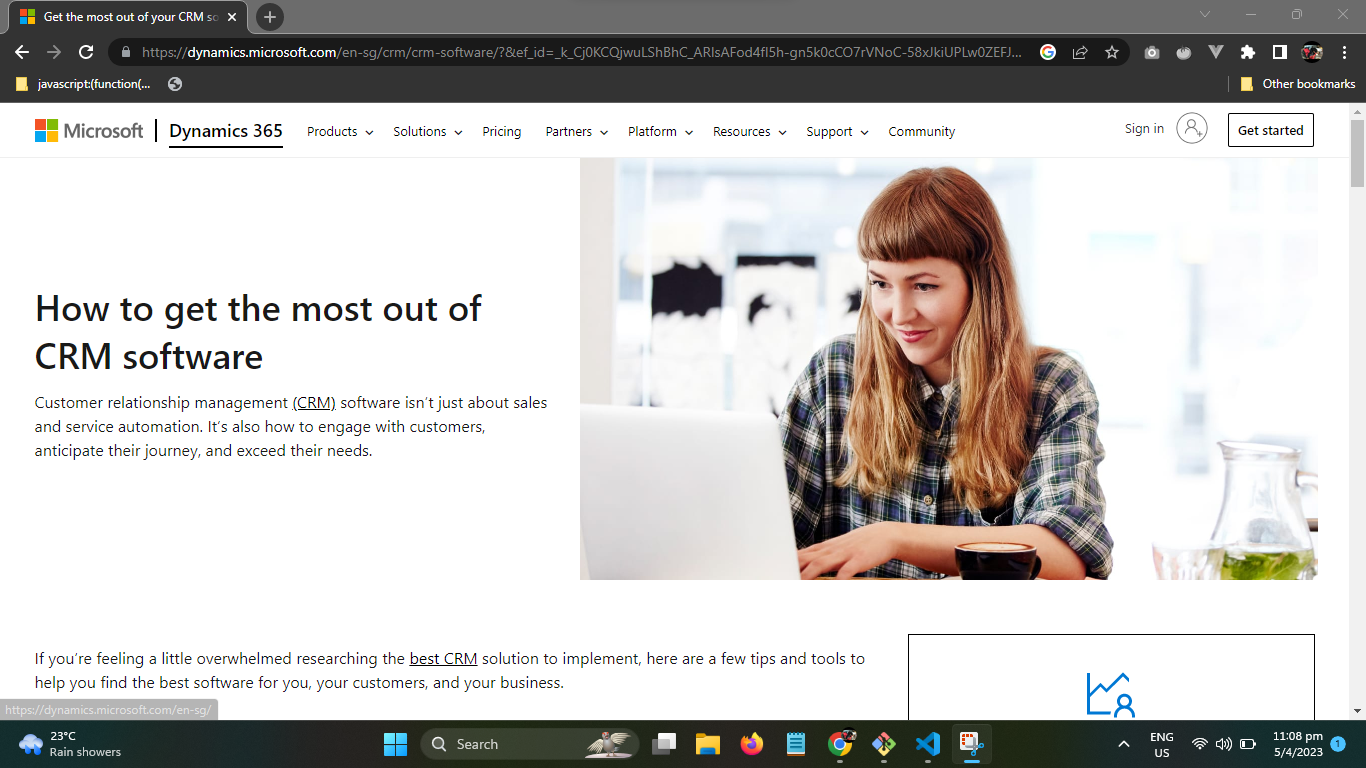 Get the most out of your CRM so
https://dynamics.microsoft.com/en-sg/crm/crm-software/?&ef_id=_k_Cj0KCQjwuLShBhC_ARIsAFod4fI5h-gn5k0cCO7rVNoC-58xJkiUPLw0ZEFJ...
javascript:(function(...
Other bookmarks
Microsoft
Dynamics 365
Products
Solutions
Pricing
Partners
Platform
Resources
Support
Community
Sign in
Get started
How to get the most out of
CRM software
Customer relationship management (CRM) software isn't just about sales
and service automation. It's also how to engage with customers,
anticipate their journey, and exceed their needs.
If you're feeling a little overwhelmed researching the best CRM solution to implement, here are a few tips and tools to
help you find the best software for you, your customers, and your business.
https://dynamics.microsoft.com/en-sg/
23°C
Rain showers
Search
ENG
US
11:08 pm
5/4/2023
1